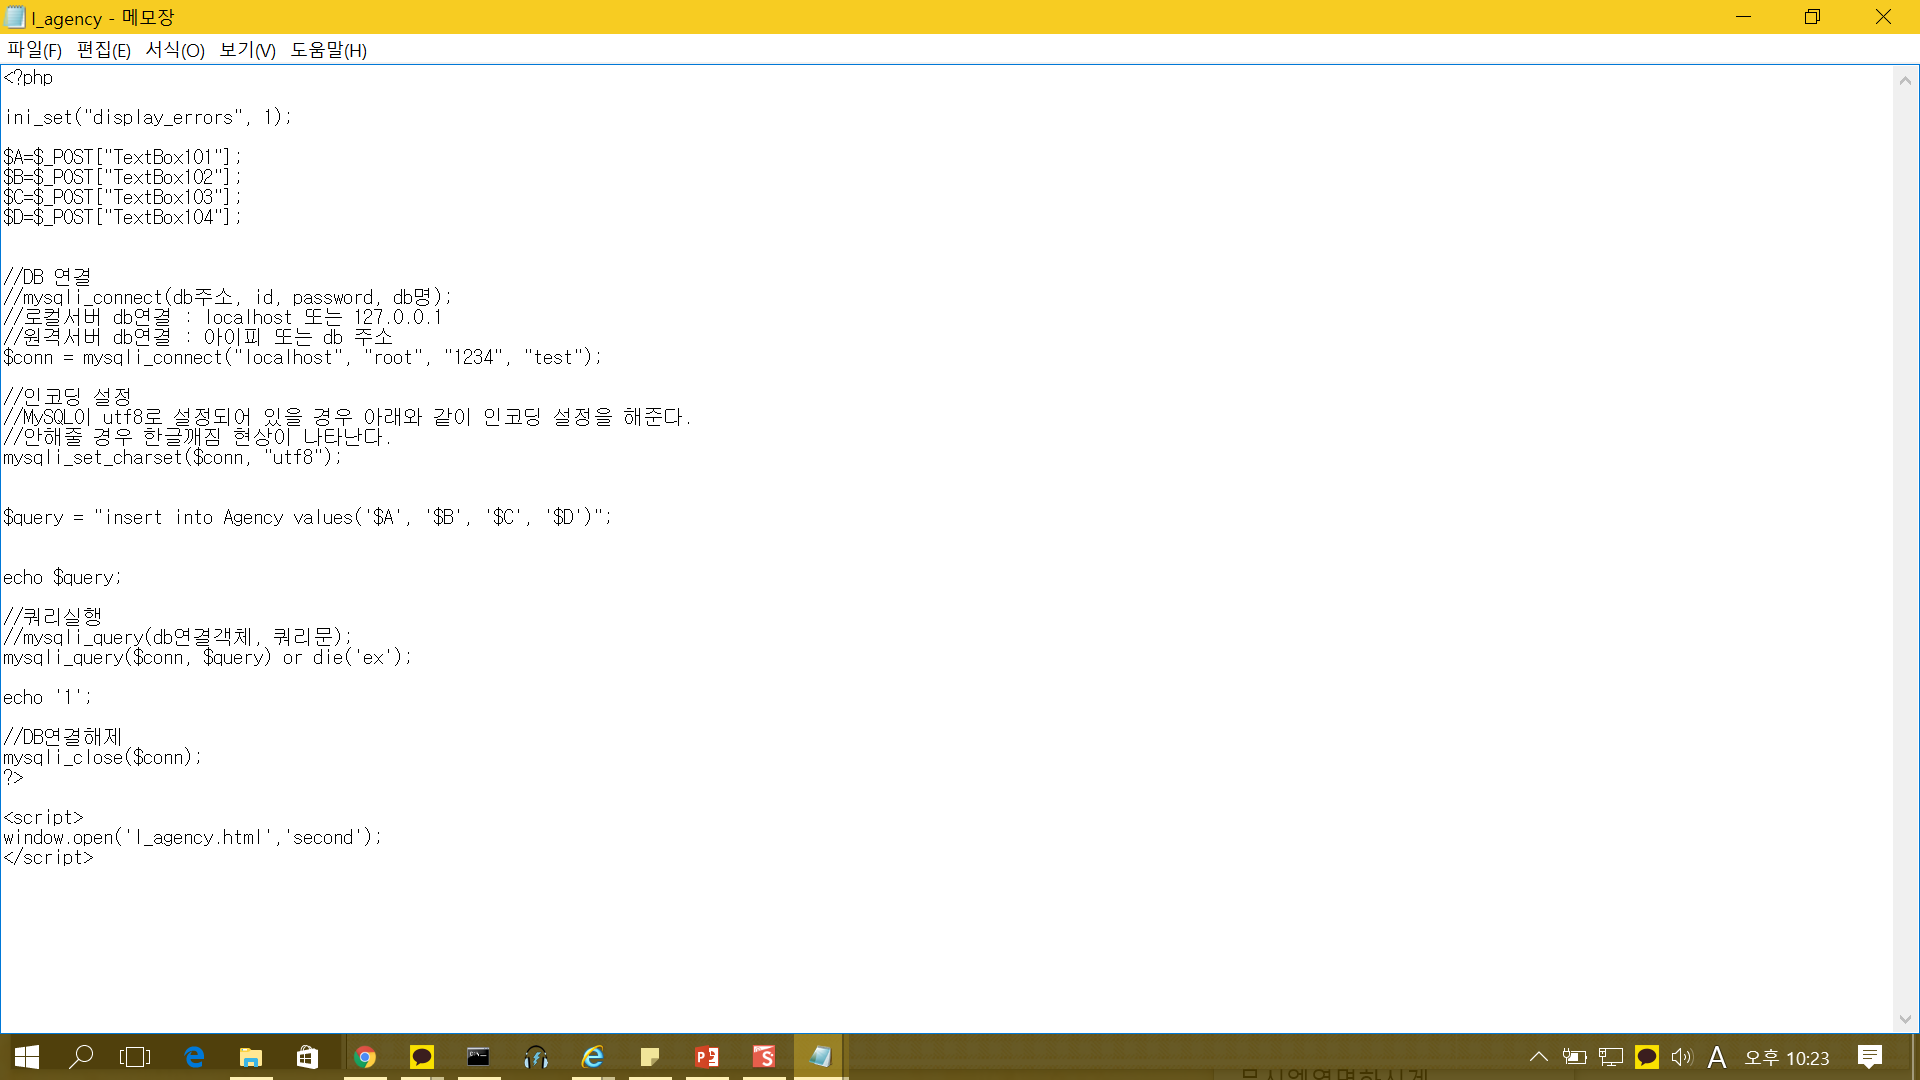 l_agency - 메모장
파일(F) 편집(E) 서식(O) 보기(V) 도움말(H)
<?php
ini_set("display_errors", 1);
$A=$_POST["TextBox101"];
$B=$_POST["TextBox102"];
$C=$_POST["TextBox103"];
$D=$_POST["TextBox104"];
//DB 연결
//mysqli_connect(db주소, id, password, db명);
//로컬서버 db연결 : localhost 또는 127.0.0.1
//원격서버 db연결 : 아이피 또는 db 주소
$conn = mysqli_connect("localhost", "root", "1234", "test");
//인코딩 설정
//MySQL이 utf8로 설정되어 있을 경우 아래와 같이 인코딩 설정을 해준다.
//안해줄 경우 한글깨짐 현상이 나타난다.
mysqli_set_charset($conn, "utf8");
$query = "insert into Agency values('$A', '$B', '$C', '$D')";
echo $query;
//쿼리실행
//mysqli_query(db연결객체, 쿼리문);
mysqli_query($conn, $query) or die('ex');
echo '1';
//DB연결해제
mysqli_close($conn);
?>
<script>
window.open('l_agency.html','second');
</script>
A 오후 10:23